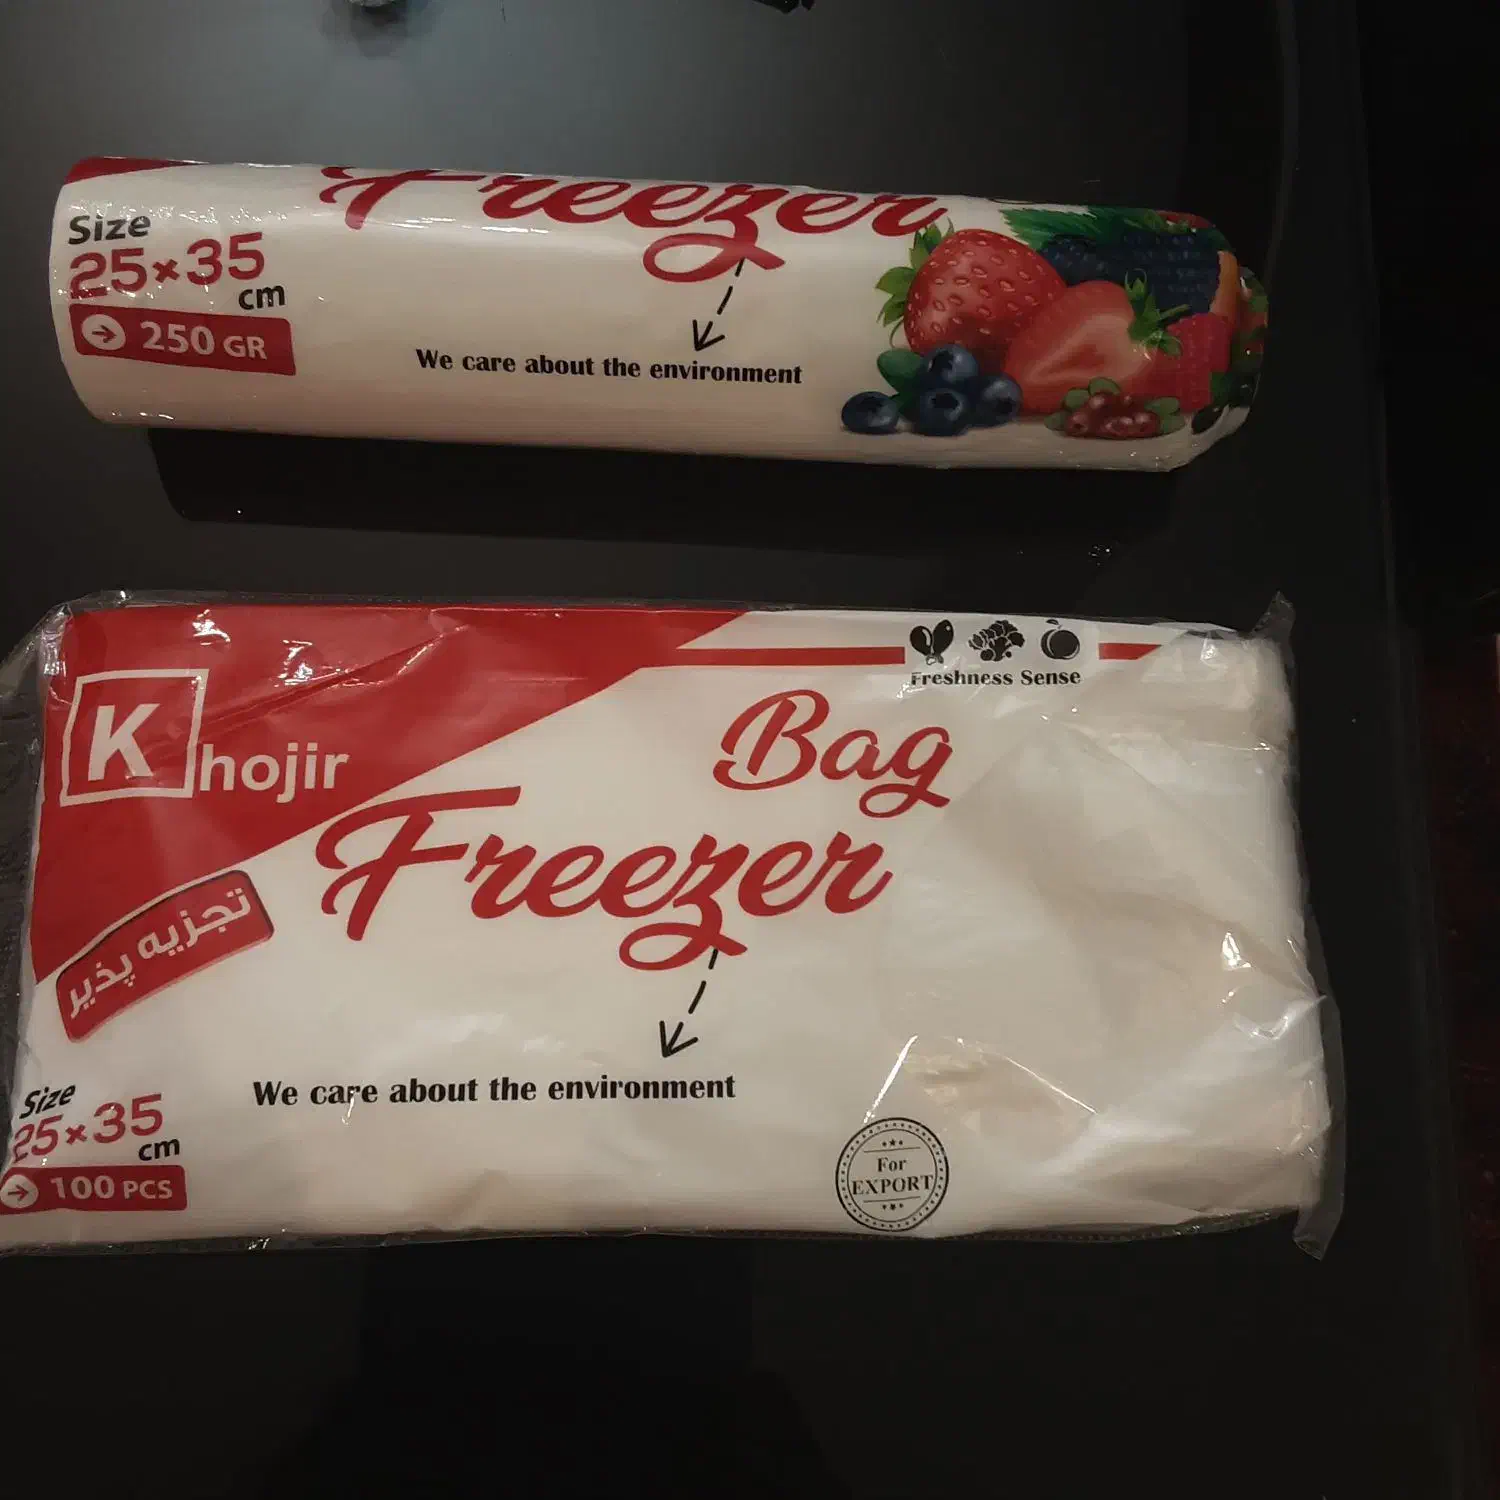 Freezer
Size
25×35
cm
250 GR
We care about the environment
Khojir
Freshness Sense
Bag
Freezer
تجزیه پذیر
We care about the environment
Size
25×35
cm
100 PCS
For
EXPORT